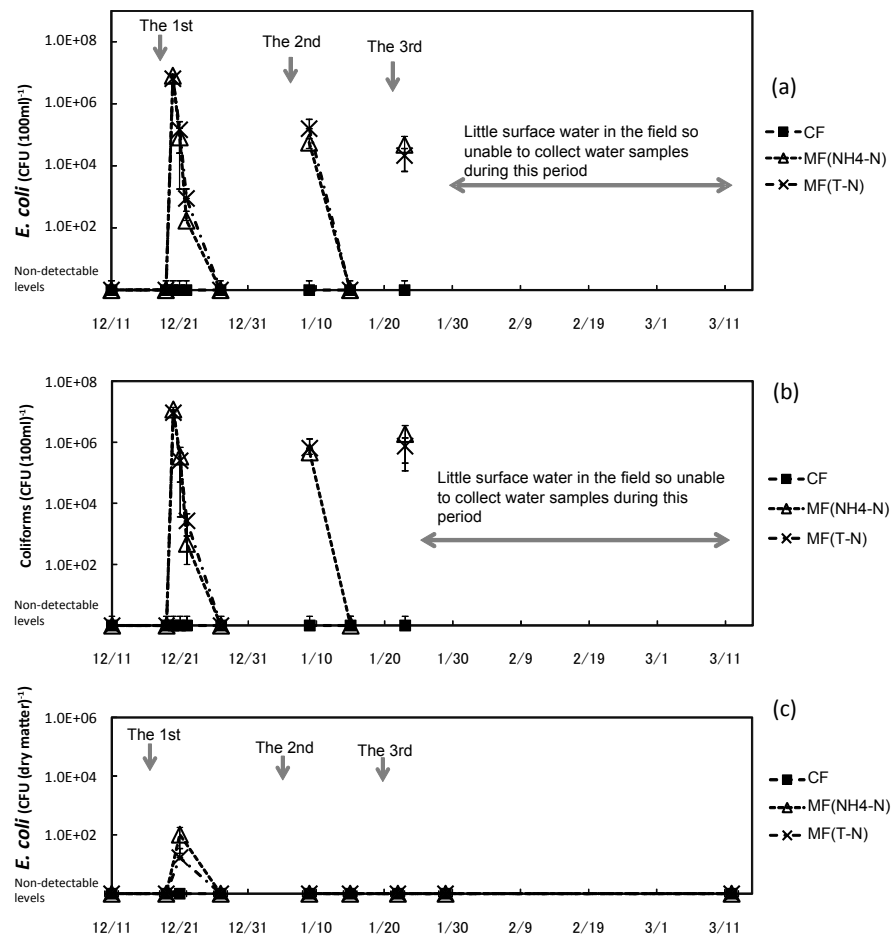 The 1st
The 2nd
The 3rd
(a)
E. coli (CFU (100ml)-1)
1.0E+08
1.0E+06
1.0E+04
1.0E+02
Non-detectable
levels
Little surface water in the field so
unable to collect water samples
during this period
CF
MF(NH4-N)
MF(T-N)
12/11 12/21 12/31 1/10 1/20 1/30 2/9 2/19 3/1 3/11
(b)
Coliforms (CFU (100ml)-1)
1.0E+08
1.0E+06
1.0E+04
1.0E+02
Non-detectable
levels
Little surface water in the field so unable
to collect water samples during this
period
CF
MF(NH4-N)
MF(T-N)
12/11 12/21 12/31 1/10 1/20 1/30 2/9 2/19 3/1 3/11
(c)
E. coli (CFU (dry matter)-1)
1.0E+06
1.0E+04
1.0E+02
Non-detectable
levels
The 1st
The 2nd
The 3rd
CF
MF(NH4-N)
MF(T-N)
12/11 12/21 12/31 1/10 1/20 1/30 2/9 2/19 3/1 3/11